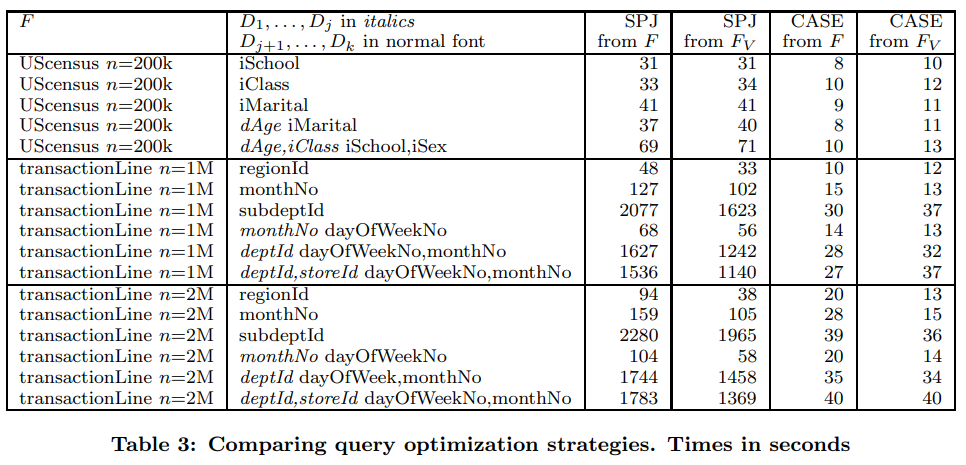 F D1, . . . , Dj in italics SPJ SPJ CASE CASE
Dj+1, . . . , Dk in normal font from F from FV from F from FV
UScensus n=200k iSchool 31 31 8 10
UScensus n=200k iClass 33 34 10 12
UScensus n=200k iMarital 41 41 9 11
UScensus n=200k dAge iMarital 37 40 8 11
UScensus n=200k dAge,iClass iSchool,iSex 69 71 10 13
transactionLine n=1M regionId 48 33 10 12
transactionLine n=1M monthNo 127 102 15 13
transactionLine n=1M subdeptId 2077 1623 30 37
transactionLine n=1M monthNo dayOfWeekNo 68 56 14 13
transactionLine n=1M deptId dayOfWeekNo,monthNo 1627 1242 28 32
transactionLine n=1M deptId,storeId dayOfWeekNo,monthNo 1536 1140 27 37
transactionLine n=2M regionId 94 38 20 13
transactionLine n=2M monthNo 159 105 28 15
transactionLine n=2M subdeptId 2280 1965 39 36
transactionLine n=2M monthNo dayOfWeekNo 104 58 20 14
transactionLine n=2M deptId dayOfWeek,monthNo 1744 1458 35 34
transactionLine n=2M deptId,storeId dayOfWeekNo,monthNo 1783 1369 40 40
Table 3: Comparing query optimization strategies. Times in seconds